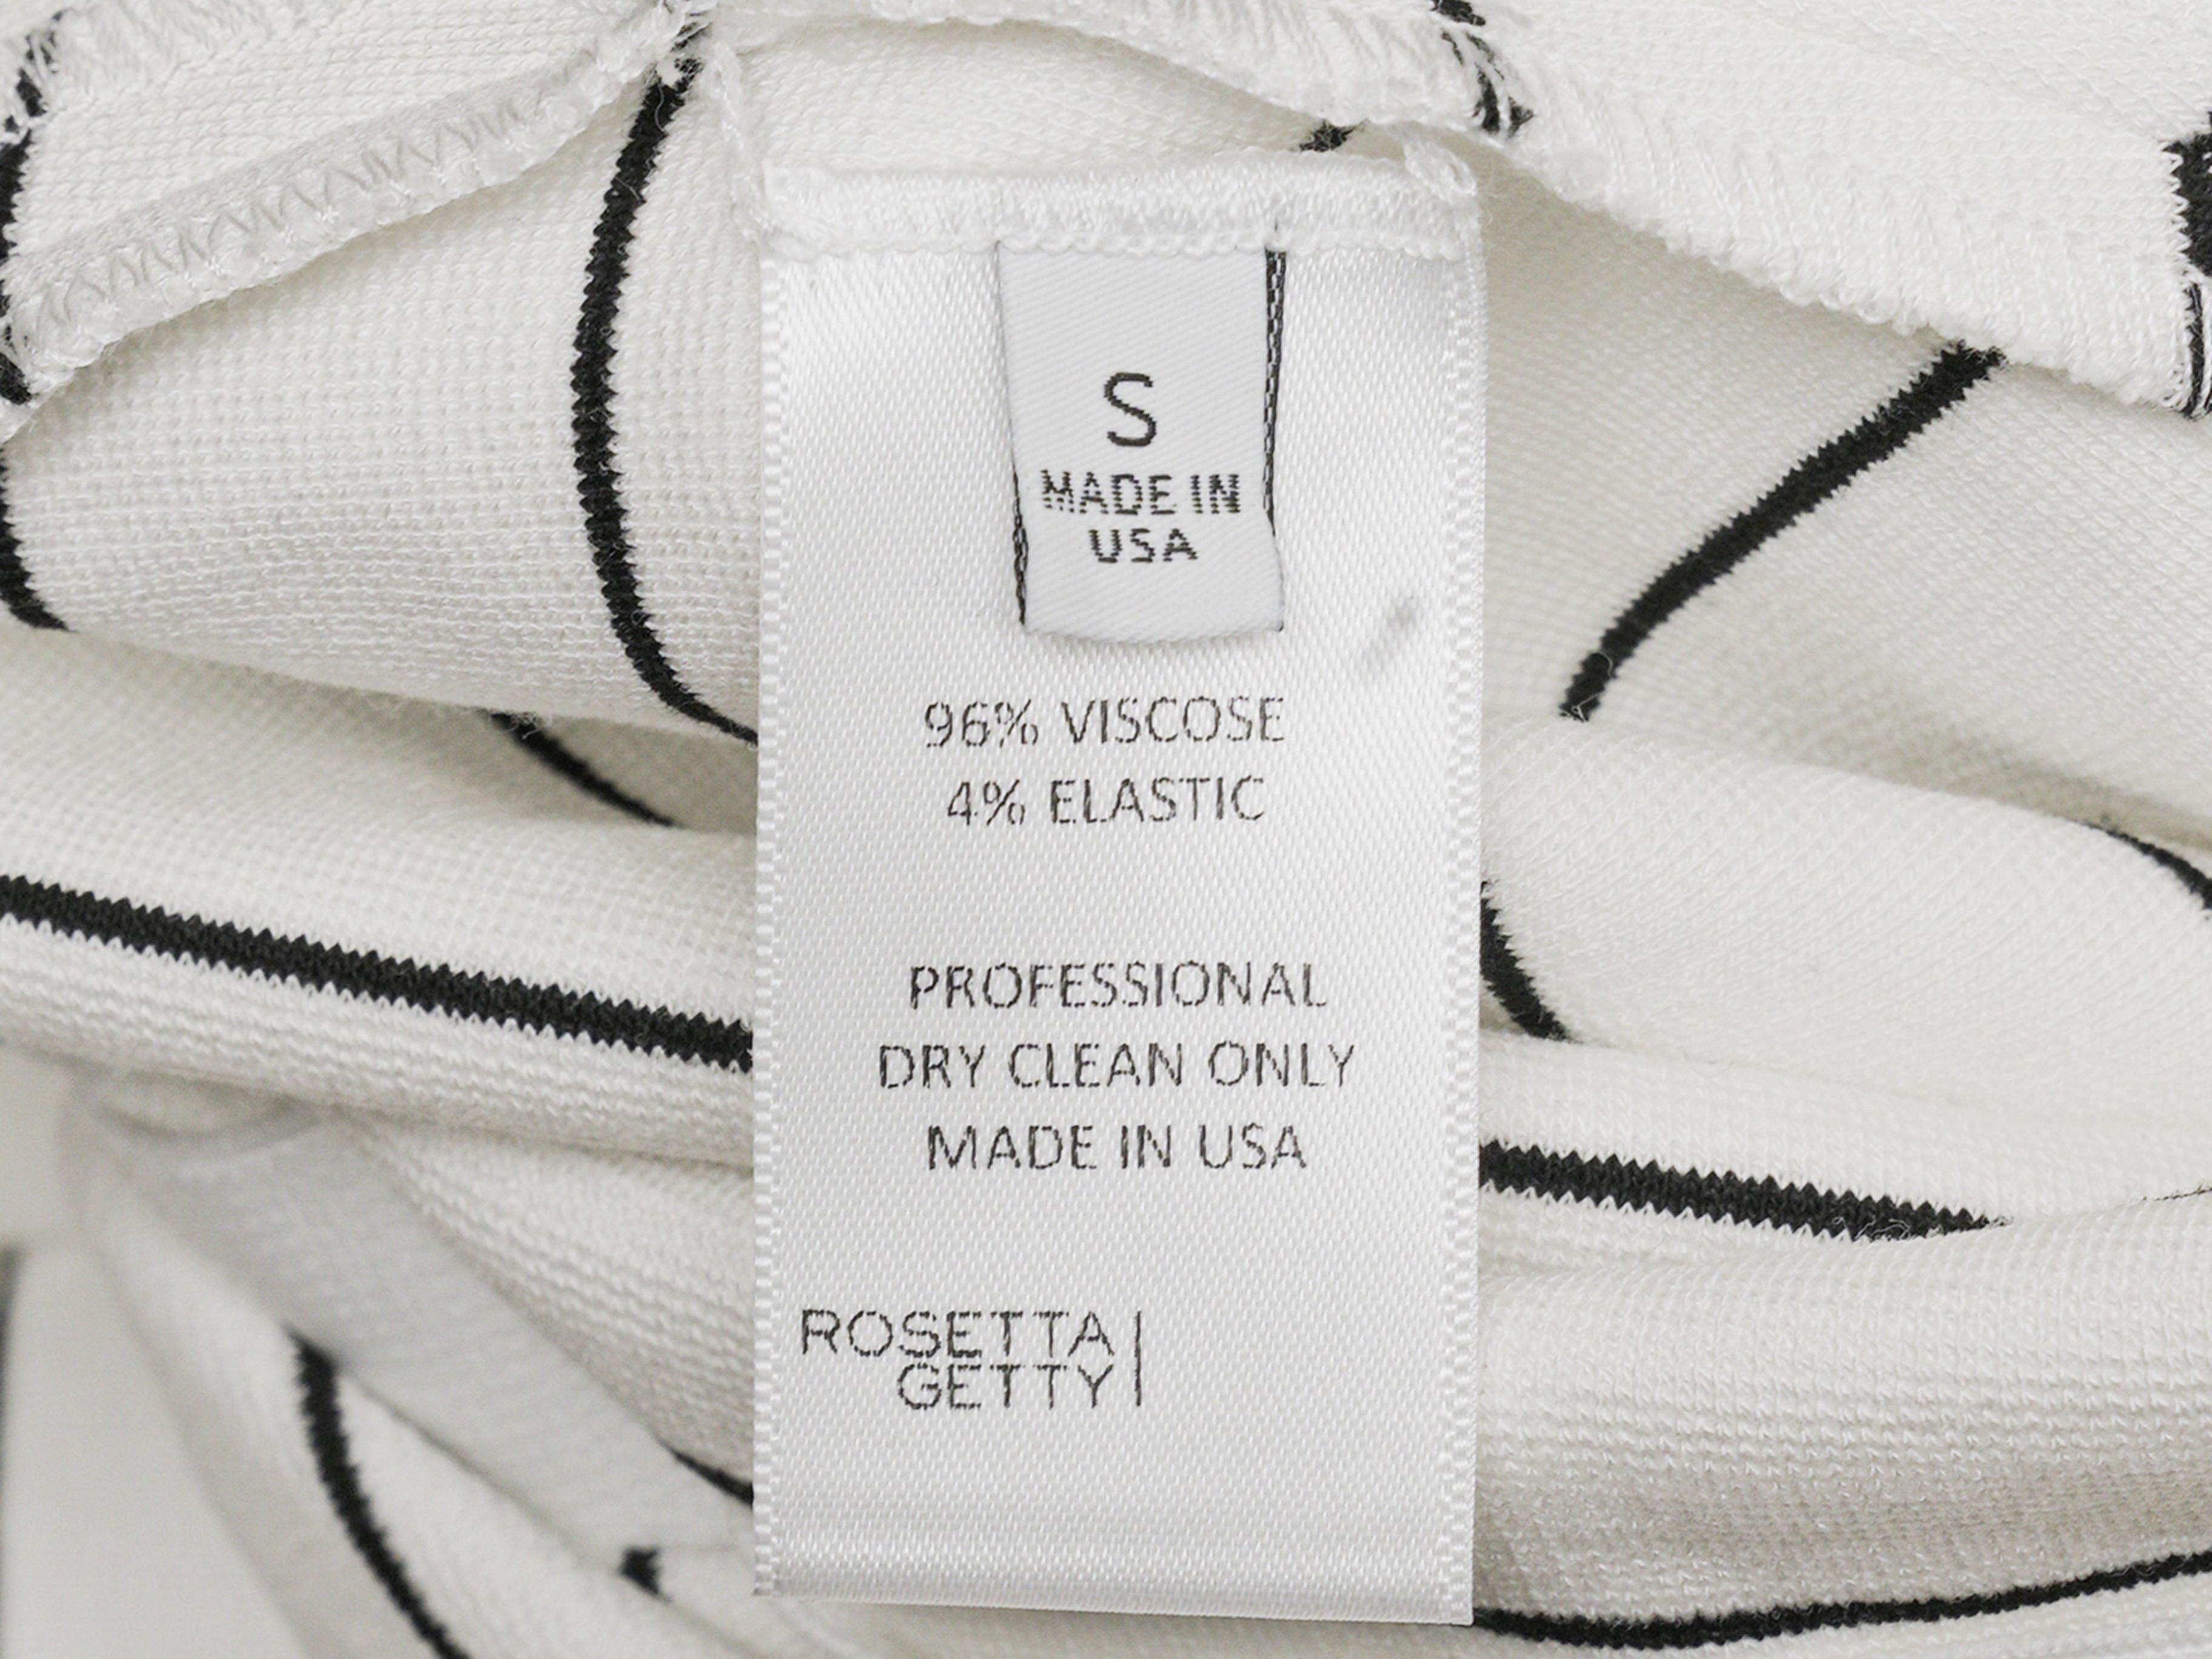 S
MADE IN
USA
96% VISCOSE
4% ELASTIC
PROFESSIONAL
DRY CLEAN ONLY
MADE IN USA
ROSETTA
GETTY